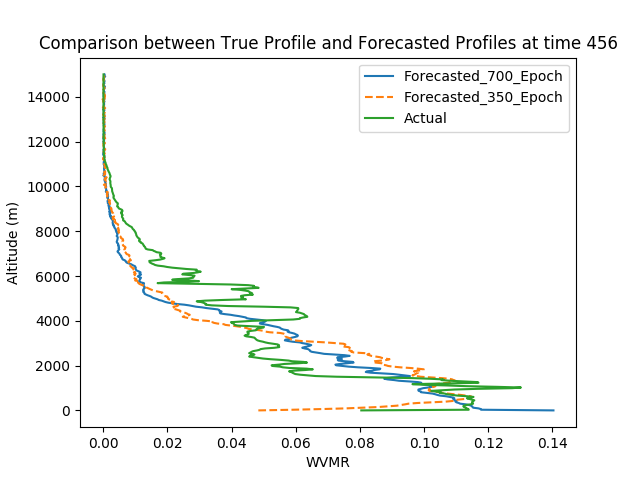 Comparison between True Profile and Forecasted Profiles at time 456
Forecasted_700_Epoch
Forecasted_350_Epoch
Actual
14000
12000
10000
8000
6000
4000
2000
0
Altitude (m)
0.00 0.02 0.04 0.06 0.08 0.10 0.12 0.14
WVMR